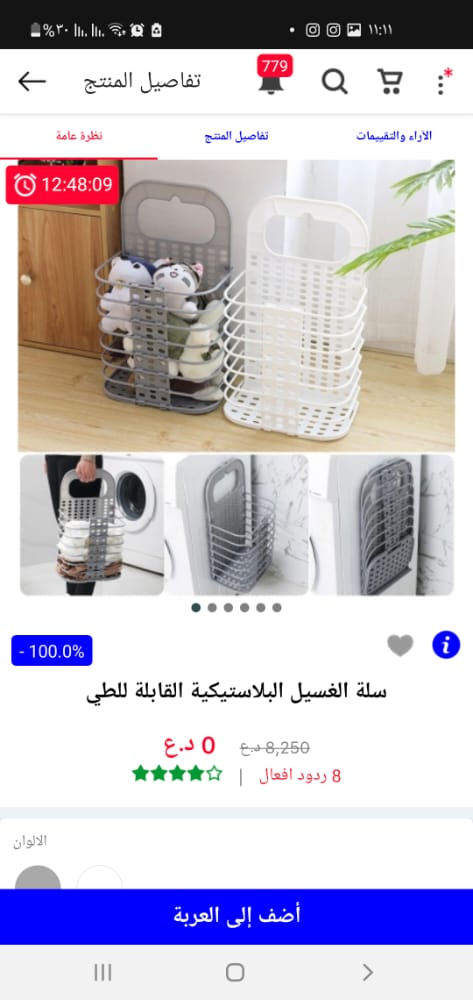 %٣٠ ١١:١١
تفاصيل المنتج 779
نظرة عامة تفاصيل المنتج الآراء والتقييمات
12:48:09
- 100.0%
سلة الغسيل البلاستيكية القابلة للطي
8,250 د.ع 0 د.ع
8 ردود افعال |
الالوان
أضف إلى العربة